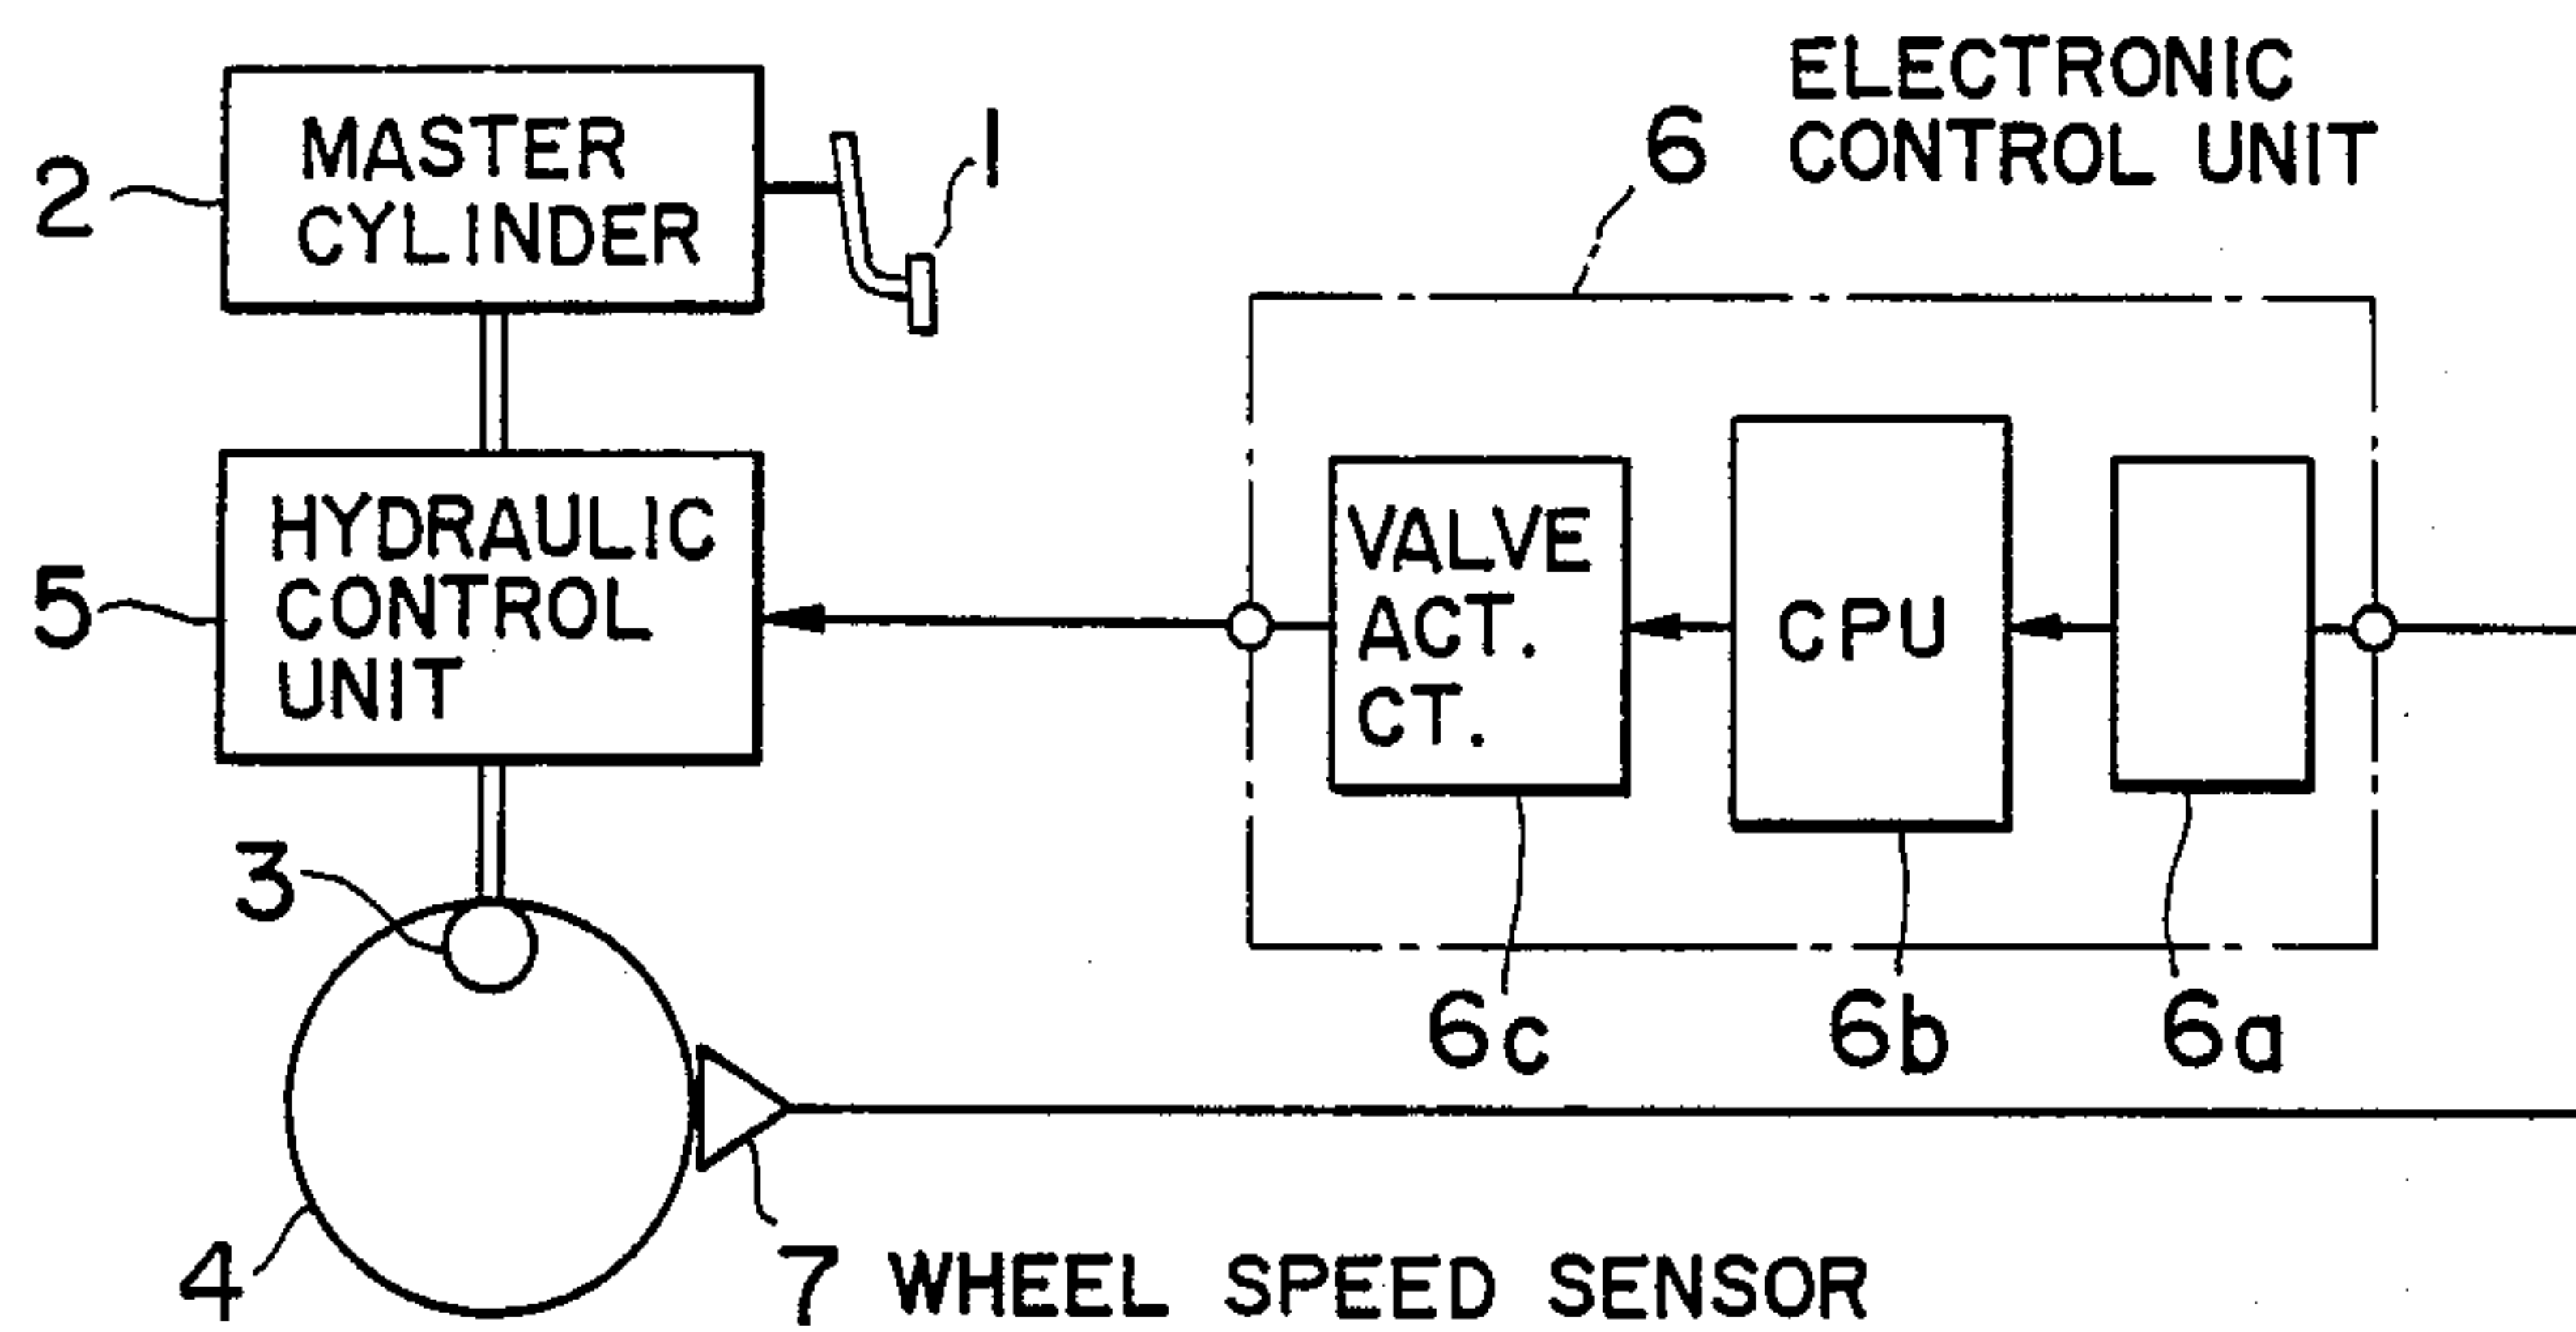 ELECTRONIC
6 CONTROL UNIT
MASTER
CYLINDER
2
1
HYDRAULIC
CONTROL
UNIT
5
VALVE
ACT.
CT.
CPU
3
6c
6b
6a
4
7 WHEEL SPEED SENSOR